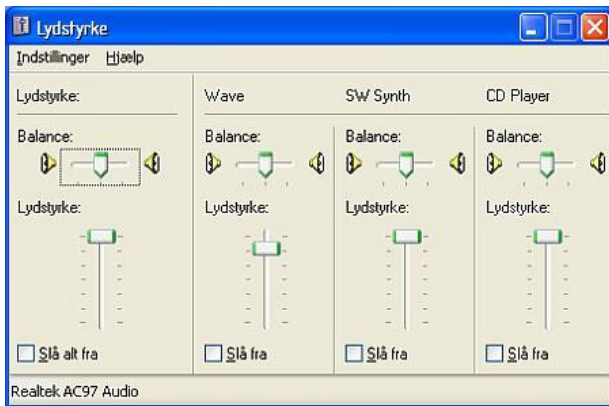 Lydstyrke
Indstillinger Hjælp
Lydstyrke: Wave SW Synth CD Player
Balance: Balance: Balance: Balance:
Lydstyrke: Lydstyrke: Lydstyrke: Lydstyrke:
Slå alt fra Slå fra Slå fra Slå fra
Realtek AC97 Audio